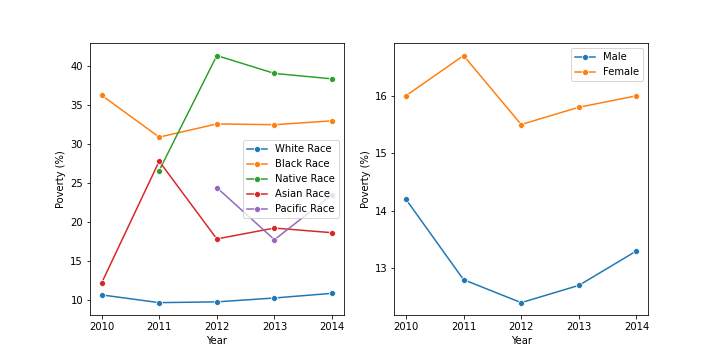 40
35
30
25
20
15
10
Poverty (%)
2010 2011 2012 2013 2014
Year
White Race
Black Race
Native Race
Asian Race
Pacific Race
16
15
14
13
Poverty (%)
2010 2011 2012 2013 2014
Year
Male
Female